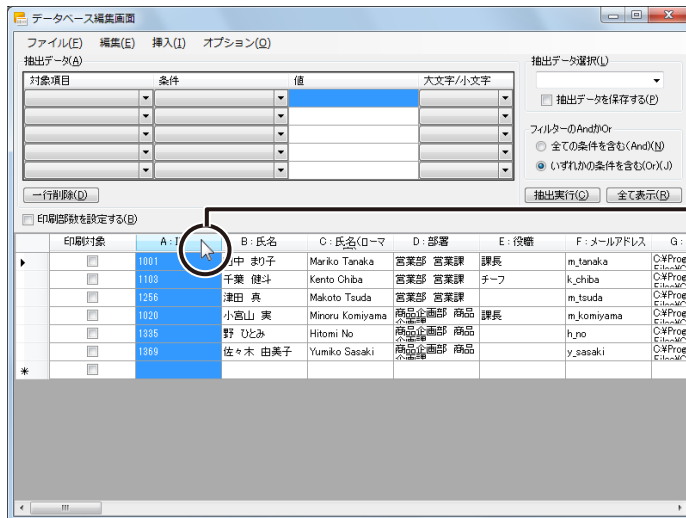 データベース編集画面
ファイル(F) 編集(E) 挿入(I) オプション(O)
抽出データ(A)
対象項目 条件 値 大文字/小文字
抽出データ選択(L)
抽出データを保存する(P)
フィルターのAndかOr
全ての条件を含む(And)(N)
いずれかの条件を含む(Or)(J)
一行削除(D)
抽出実行(C) 全て表示(R)
印刷部数を設定する(B)
印刷対象 B:氏名 C:氏名(ローマ D:部署 E:役職 F:メールアドレス G:
1001 中 まり子 Mariko Tanaka 営業部 営業課 課長 m_tanaka C:¥Prog
1103 千葉 健斗 Kento Chiba 営業部 営業課 チーフ k_chiba C:¥Prog
1256 津田 真 Makoto Tsuda 営業部 営業課 m_tsuda C:¥Prog
1020 小宮山 実 Minoru Komiyama 商品企画部 商品 課長 m_komiyama C:¥Prog
1335 野 ひとみ Hitomi No 商品企画部 商品 h_no C:¥Prog
1369 佐々木 由美子 Yumiko Sasaki 商品企画部 商品 y_sasaki C:¥Prog